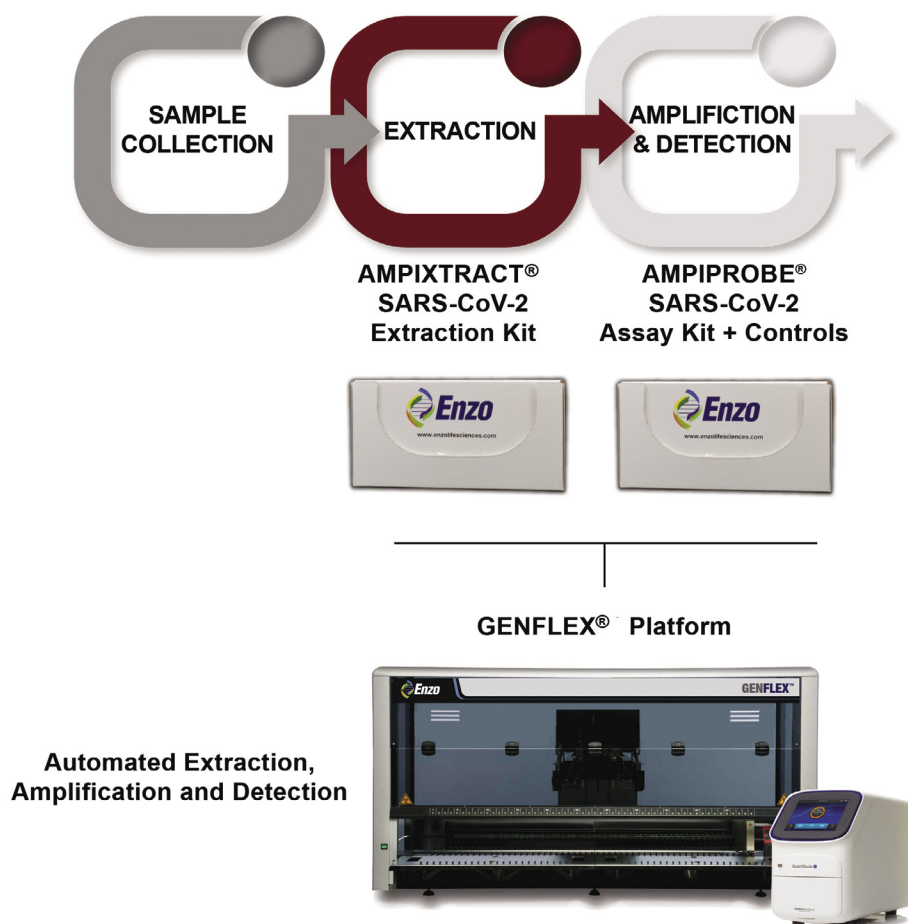 SAMPLE
COLLECTION
EXTRACTION
AMPLIFICTION
& DETECTION
AMPIXTRACT®
SARS-CoV-2
Extraction Kit
AMPIPROBE®
SARS-CoV-2
Assay Kit + Controls
Enzo
www.enzolifesciences.com
Enzo
www.enzolifesciences.com
GENFLEX® Platform
Enzo
GENFLEX™
Automated Extraction,
Amplification and Detection